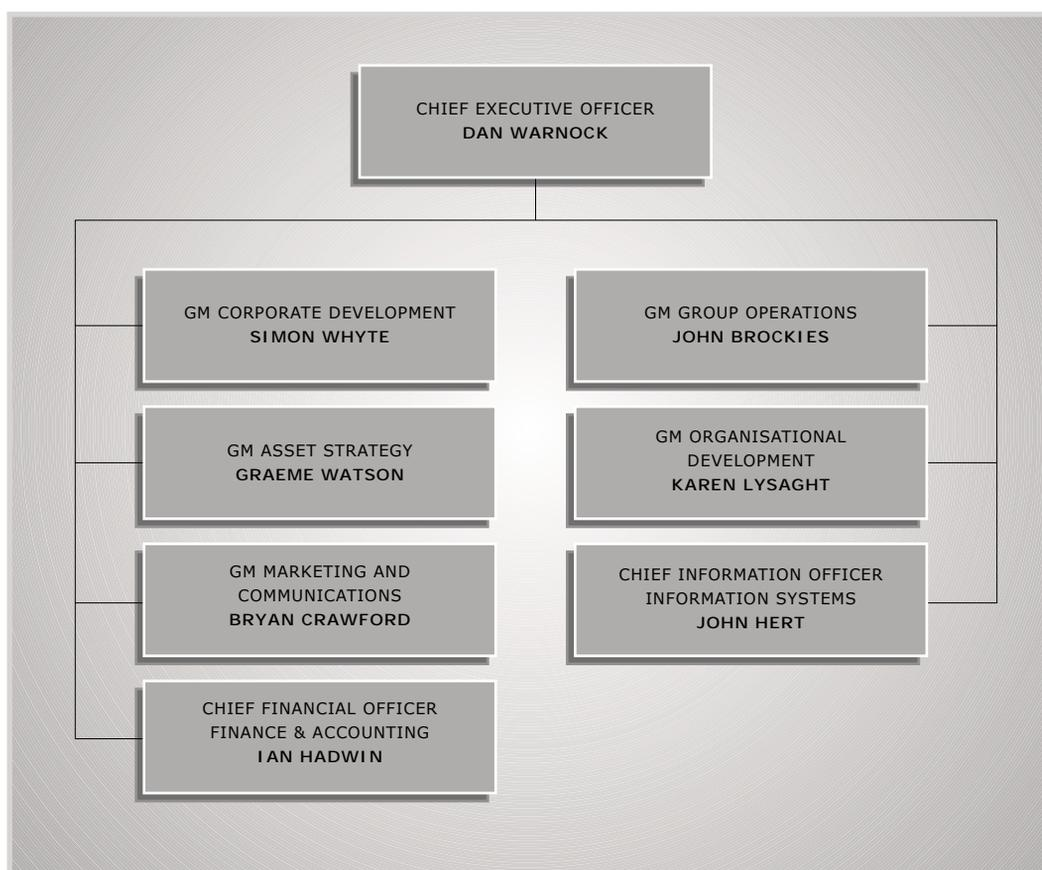 CHIEF EXECUTIVE OFFICER
DAN WARNOCK
GM CORPORATE DEVELOPMENT
SIMON WHYTE
GM ASSET STRATEGY
GRAEME WATSON
GM MARKETING AND
COMMUNICATIONS
BRYAN CRAWFORD
CHIEF FINANCIAL OFFICER
FINANCE & ACCOUNTING
IAN HADWIN
GM GROUP OPERATIONS
JOHN BROCKIES
GM ORGANISATIONAL
DEVELOPMENT
KAREN LYSAGHT
CHIEF INFORMATION OFFICER
INFORMATION SYSTEMS
JOHN HERT